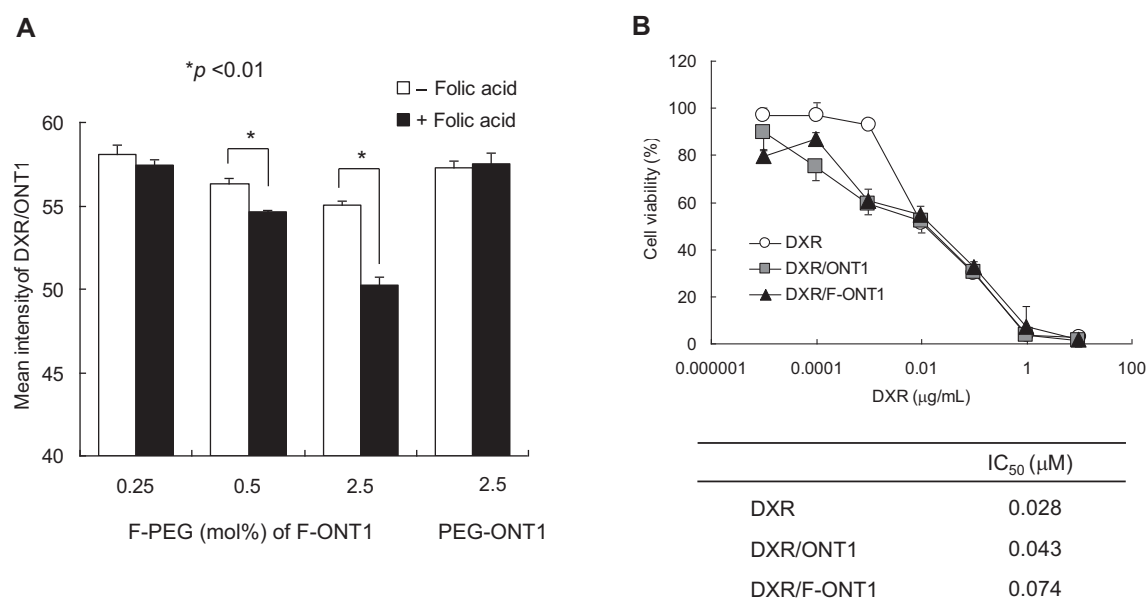 A
*p <0.01
– Folic acid
+ Folic acid
Mean intensity of DXR/ONT1
60
55
50
45
40
*
*
0.25 0.5 2.5 2.5
F-PEG (mol%) of F-ONT1 PEG-ONT1
B
Cell viability (%)
120
100
80
60
40
20
0
DXR
DXR/ONT1
DXR/F-ONT1
0.000001 0.0001 0.01 1 100
DXR (μg/mL)
IC50 (μM)
DXR 0.028
DXR/ONT1 0.043
DXR/F-ONT1 0.074